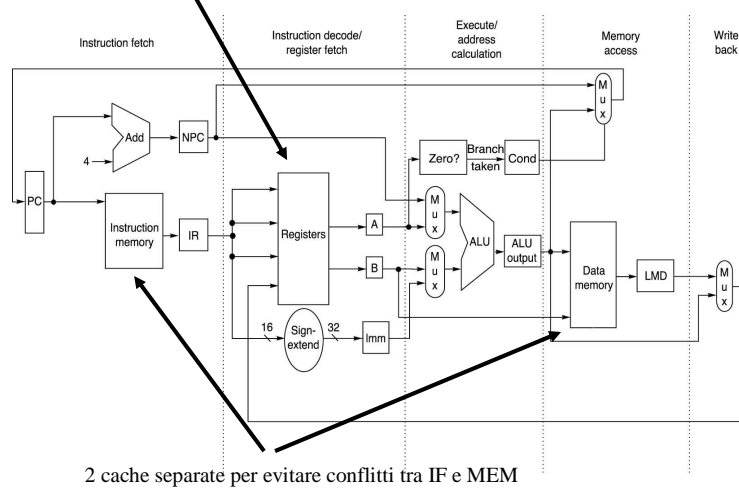 Instruction fetch
Instruction decode/
register fetch
Execute/
address
calculation
Memory
access
Write
back
M
u
x
Add
NPC
4
Zero?
Branch
taken
Cond
PC
Instruction
memory
IR
Registers
A
B
M
u
x
M
u
x
ALU
ALU
output
Data
memory
LMD
M
u
x
16
Sign-
extend
32
Imm
2 cache separate per evitare conflitti tra IF e MEM